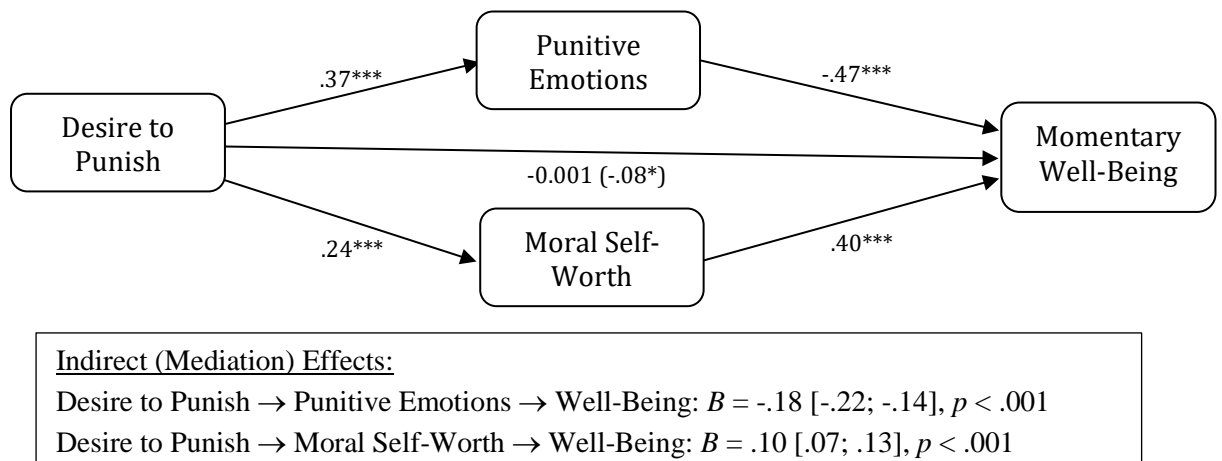 Punitive
Emotions
.37***
-.47***
Desire to
Punish
Momentary
Well-Being
-0.001 (-.08*)
.24***
Moral Self-
Worth
.40***
Indirect (Mediation) Effects:
Desire to Punish → Punitive Emotions → Well-Being: B = -.18 [-.22; -.14], p < .001
Desire to Punish → Moral Self-Worth → Well-Being: B = .10 [.07; .13], p < .001